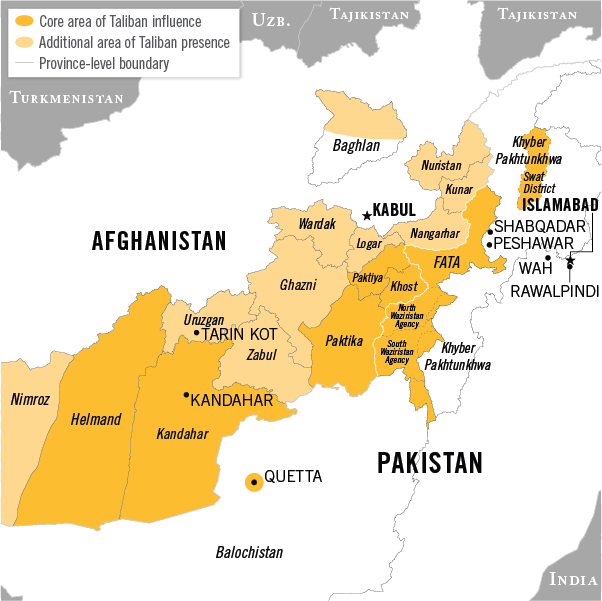 Core area of Taliban influence
Additional area of Taliban presence
Province-level boundary
UZB.
TAJIKISTAN
TAJIKISTAN
TURKMENISTAN
Baghlan
Khyber
Pakhtunkhwa
Swat
District
Nuristan
Kunar
ISLAMABAD
KABUL
Wardak
Logar
Nangarhar
SHABQADAR
PESHAWAR
AFGHANISTAN
FATA
WAH
RAWALPINDI
Ghazni
Paktiya
Khost
Uruzgan
TARIN KOT
North
Waziristan
Agency
Paktika
South
Waziristan
Agency
Zabul
Khyber
Pakhtunkhwa
Nimroz
Helmand
KANDAHAR
Kandahar
PAKISTAN
QUETTA
Balochistan
INDIA